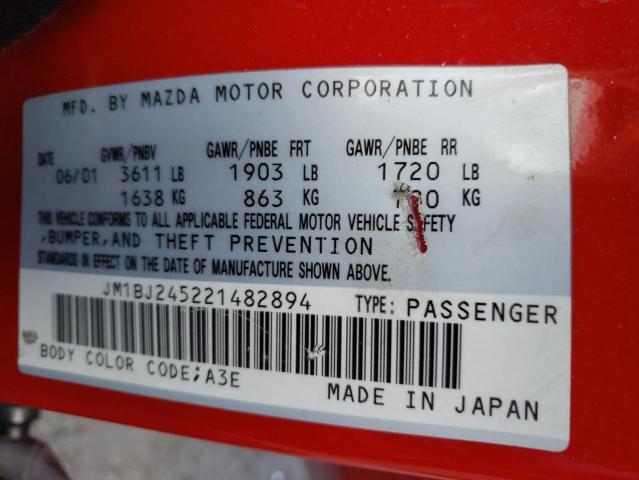 MFD. BY MAZDA MOTOR CORPORATION
DATE GVWR/PNBV GAWR/PNBE FRT GAWR/PNBE RR
06/01 3611 LB 1903 LB 1720 LB
1638 KG 863 KG KG
THIS VEHICLE CONFORMS TO ALL APPLICABLE FEDERAL MOTOR VEHICLE SAFETY
,BUMPER,AND THEFT PREVENTION
STANDARDS IN EFFECT ON THE DATE OF MANUFACTURE SHOWN ABOVE.
JM1BJ245221482894 TYPE: PASSENGER
BODY COLOR CODE;A3E
MADE IN JAPAN